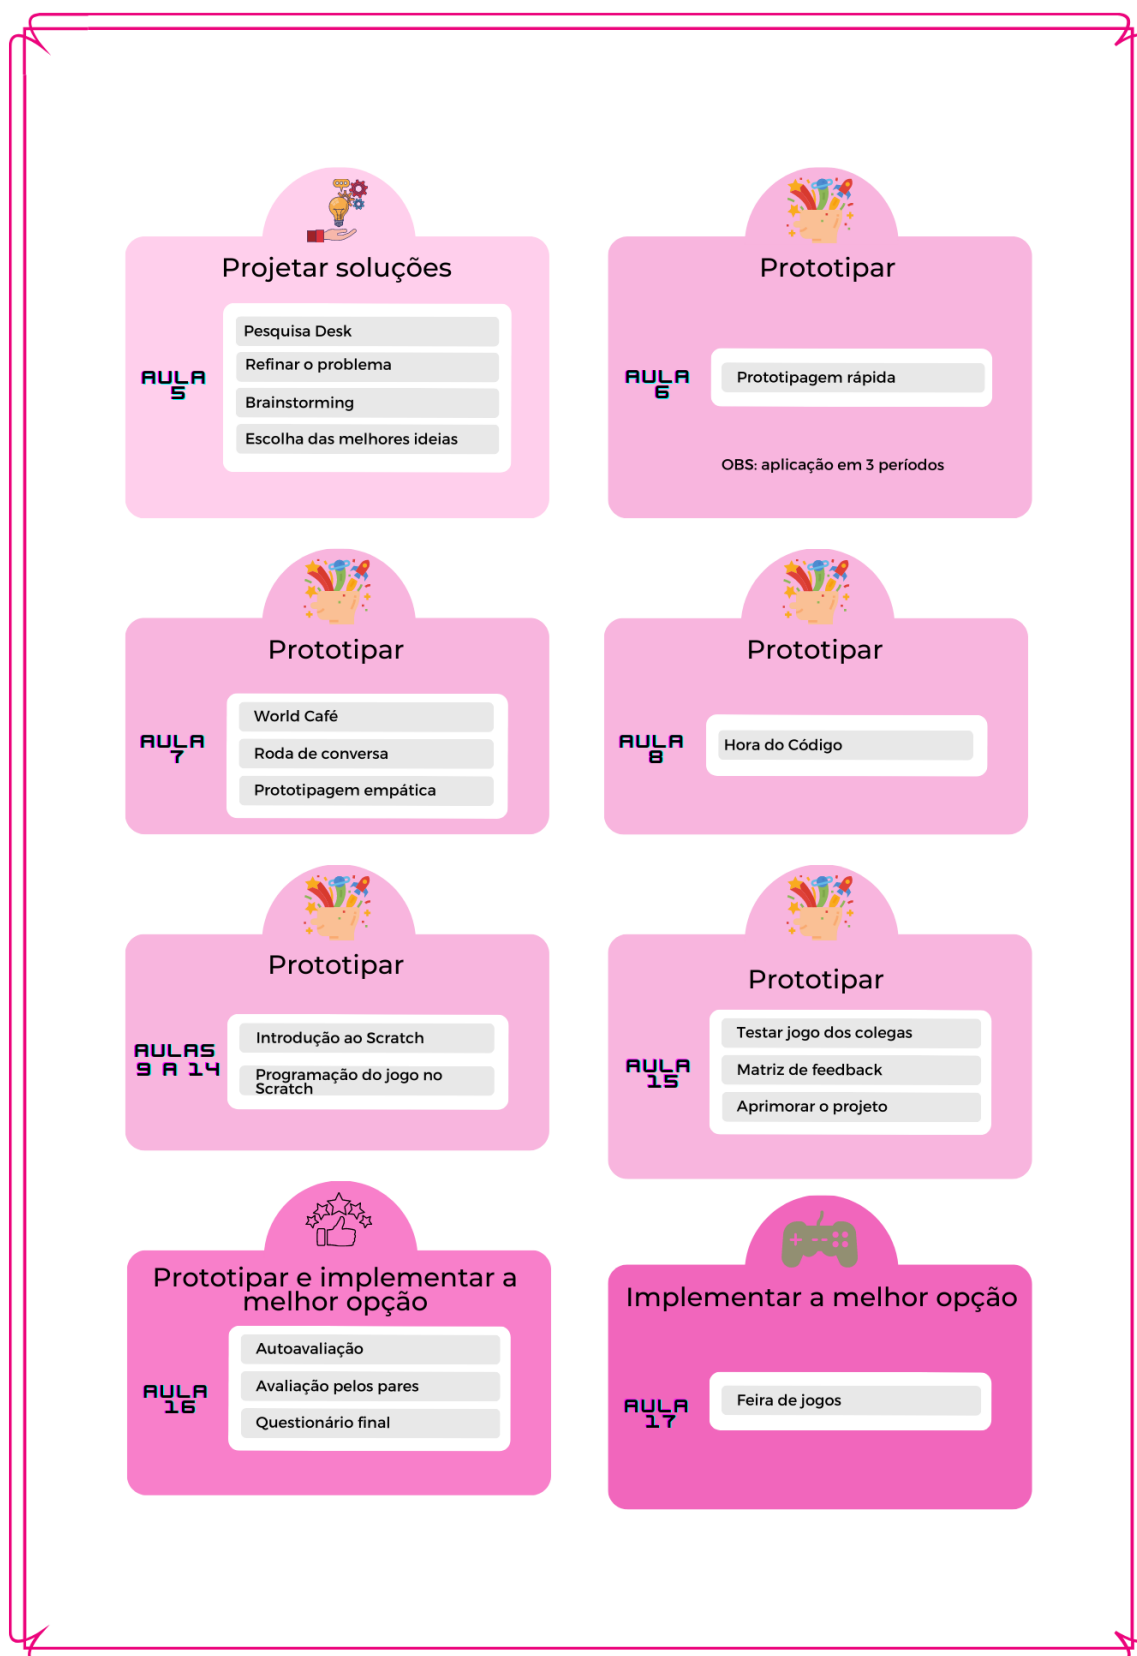 Projetar soluções
AULA
5
Pesquisa Desk
Refinar o problema
Brainstorming
Escolha das melhores ideias
Prototipar
AULA
6
Prototipagem rápida
OBS: aplicação em 3 períodos
Prototipar
AULA
7
World Café
Roda de conversa
Prototipagem empática
Prototipar
AULA
8
Hora do Código
Prototipar
AULAS
9 A 14
Introdução ao Scratch
Programação do jogo no
Scratch
Prototipar
AULA
15
Testar jogo dos colegas
Matriz de feedback
Aprimorar o projeto
Prototipar e implementar a
melhor opção
AULA
16
Autoavaliação
Avaliação pelos pares
Questionário final
Implementar a melhor opção
AULA
17
Feira de jogos